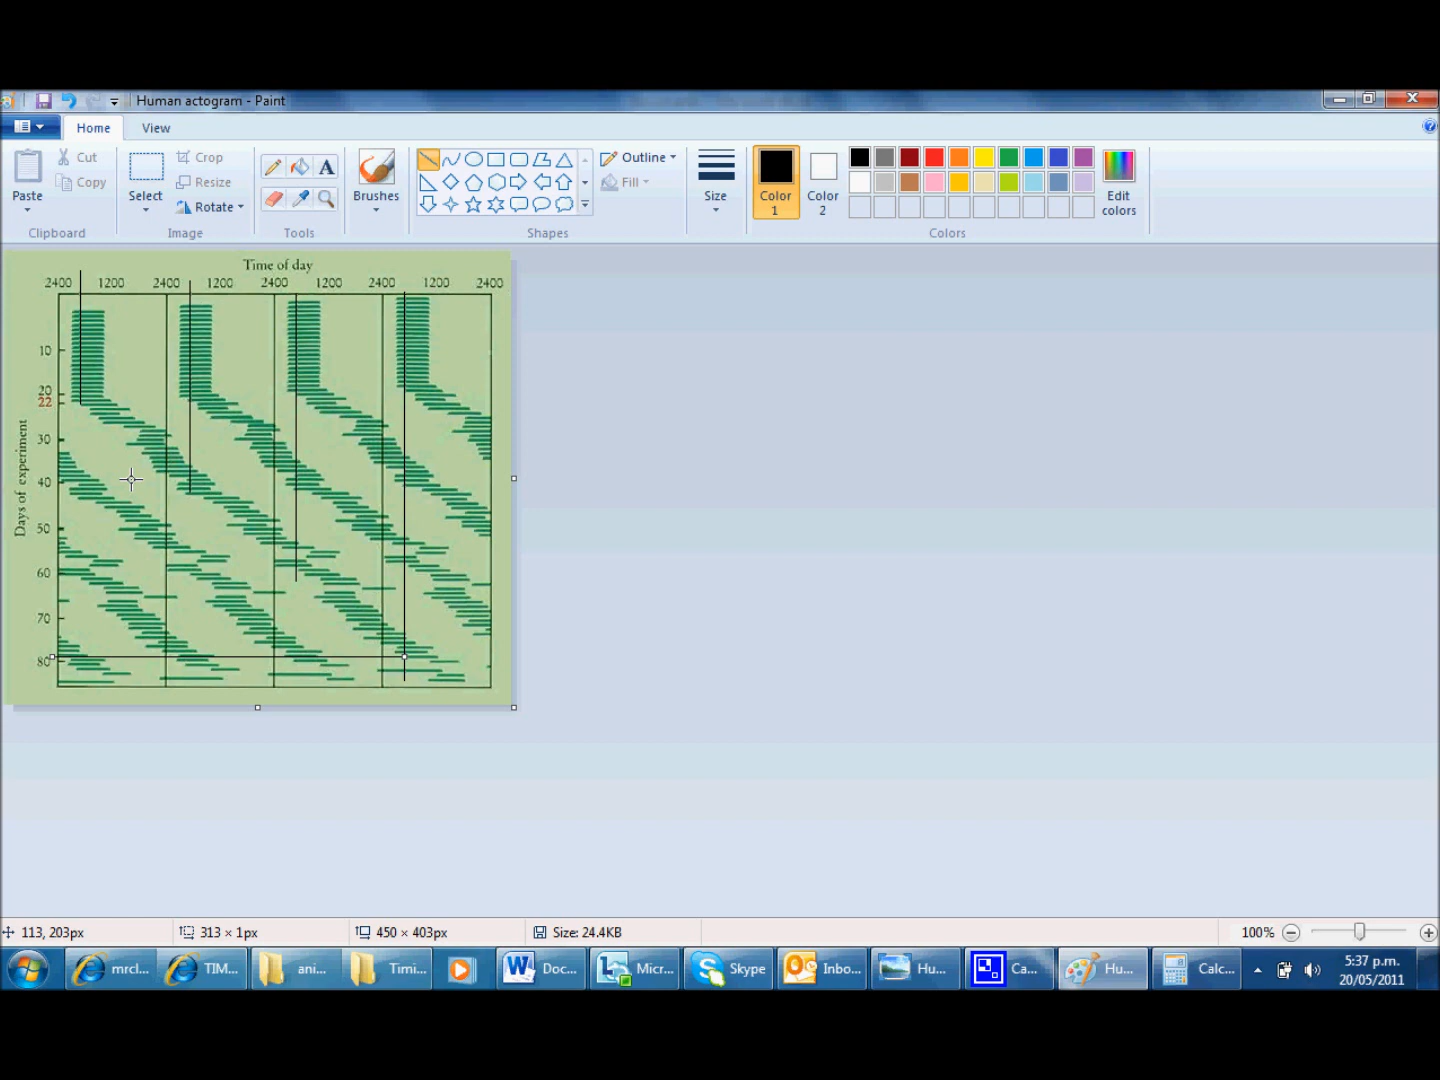 Human actogram - Paint
Home View
Paste
Cut
Copy
Clipboard
Select
Crop
Resize
Rotate
Image
A
Tools
Brushes
Outline
Fill
Shapes
Size
Color 1
Color 2
Edit colors
Colors
Time of day
2400 1200 2400 1200 2400 1200 2400 1200 2400
Days of experiment
10
20
22
30
40
50
60
70
80
113, 203px 313 × 1px 450 × 403px Size: 24.4KB 100%
mrcl... TIM... ani... Timi... Doc... Micr... Skype Inbo... Hu... Ca... Hu... Calc... 5:37 p.m.
20/05/2011